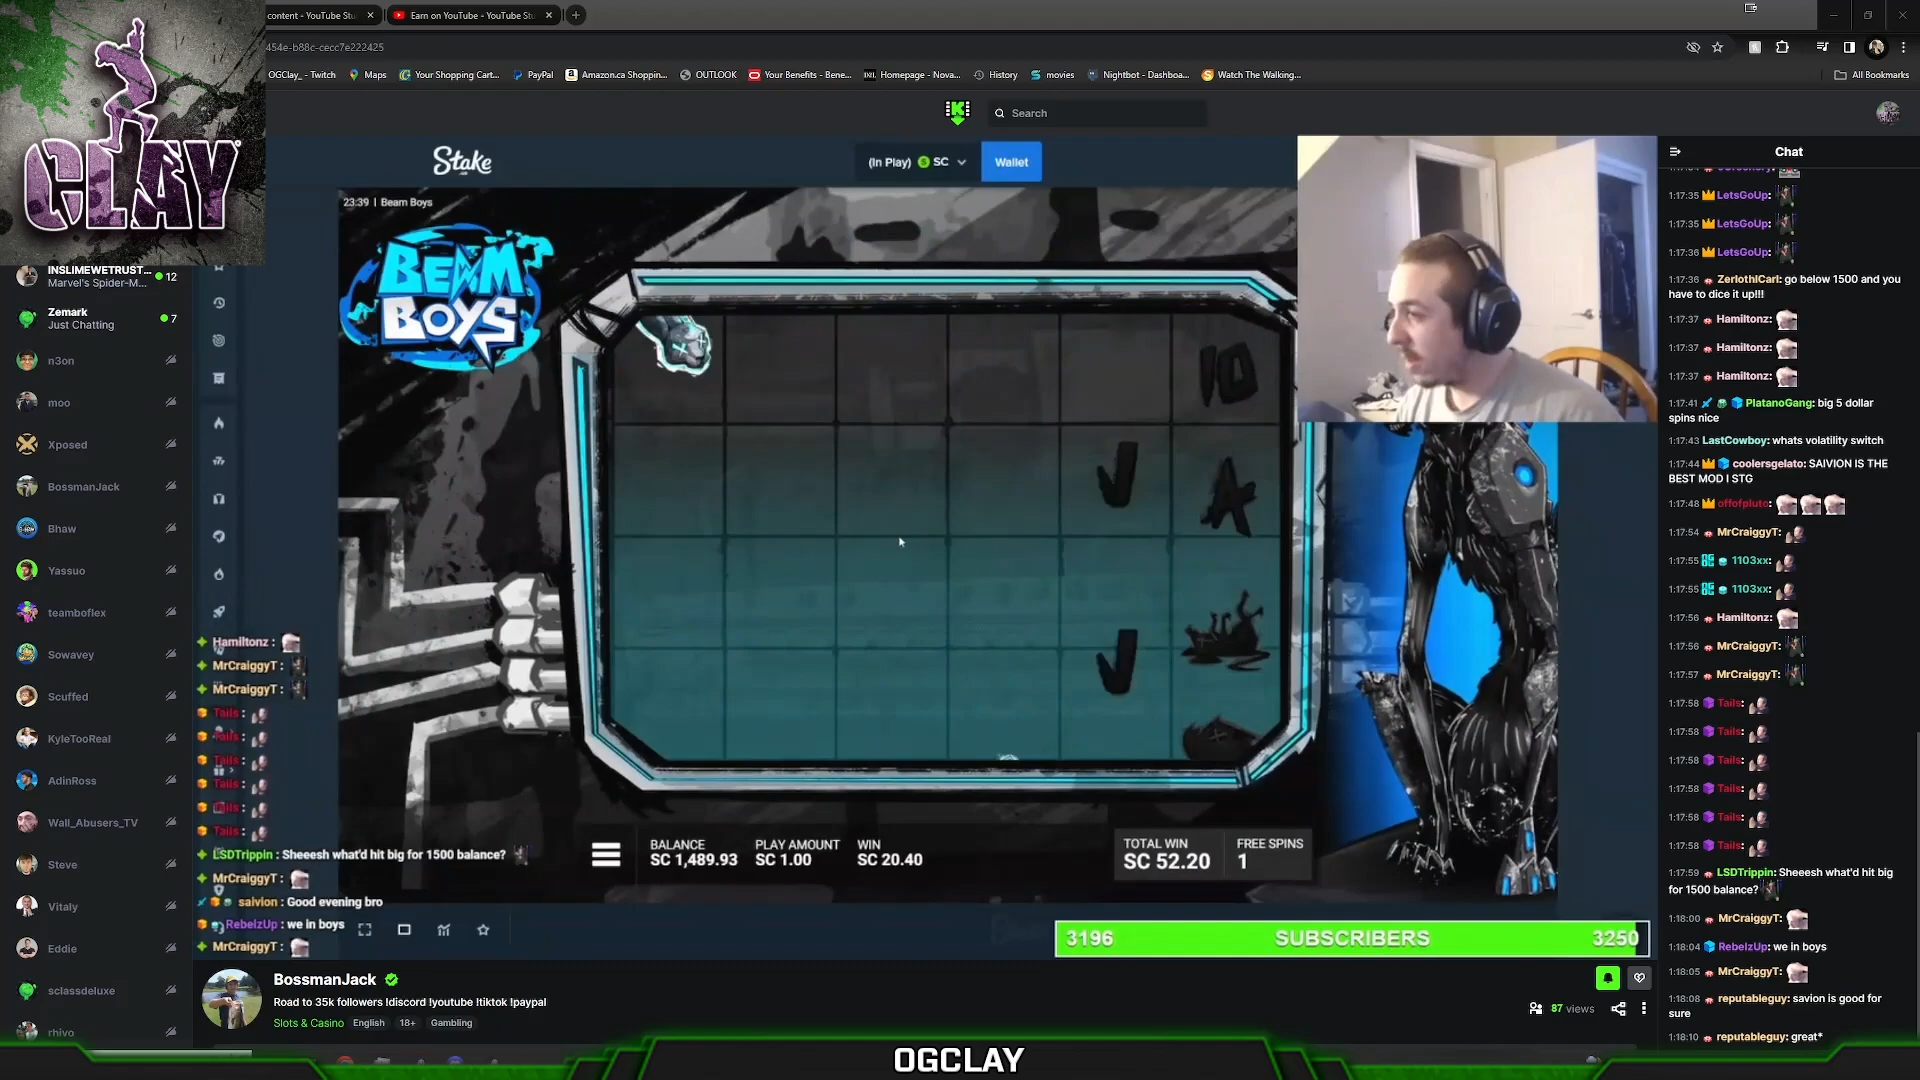 content - YouTube Stu
Earn on YouTube - YouTube Stu
454e-b88c-cecc7e222425
OGClay_ - Twitch
Maps
Your Shopping Cart...
PayPal
Amazon.ca Shoppin...
OUTLOOK
Your Benefits - Bene...
Homepage - Nova...
History
movies
Nightbot - Dashboa...
Watch The Walking...
All Bookmarks
CLAY
Search
Stake
(In Play) SC
Wallet
23:39 | Beam Boys
BEAM
BOYS
10
J
A
J
BALANCE
SC 1,489.93
PLAY AMOUNT
SC 1.00
WIN
SC 20.40
TOTAL WIN
SC 52.20
FREE SPINS
1
3196
SUBSCRIBERS
3250
INSLIMEWETRUST...
12
Marvel's Spider-M...
Zemark
7
Just Chatting
n3on
moo
Xposed
BossmanJack
Bhaw
Yassuo
teamboflex
Sowavey
Scuffed
KyleTooReal
AdinRoss
Wall_Abusers_TV
Steve
Vitaly
Eddie
sclassdeluxe
rhivo
Hamiltonz :
MrCraiggyT :
MrCraiggyT :
Tails :
Tails :
Tails :
Tails :
Tails :
Tails :
LSDTrippin : Sheeesh what'd hit big for 1500 balance?
MrCraiggyT :
saivion : Good evening bro
RebelzUp : we in boys
MrCraiggyT :
BossmanJack
Road to 35k followers !discord !youtube !tiktok !paypal
Slots & Casino
English
18+
Gambling
87 views
OGCLAY
Chat
1:17:35 LetsGoUp:
1:17:35 LetsGoUp:
1:17:36 LetsGoUp:
1:17:36 ZerlothICarl: go below 1500 and you
have to dice it up!!!
1:17:37 Hamiltonz:
1:17:37 Hamiltonz:
1:17:37 Hamiltonz:
1:17:41 PlatanoGang: big 5 dollar
spins nice
1:17:43 LastCowboy: whats volatility switch
1:17:44 coolersgelato: SAIVION IS THE
BEST MOD I STG
1:17:48 offofpluto:
1:17:54 MrCraiggyT:
1:17:55 1103xx:
1:17:55 1103xx:
1:17:56 Hamiltonz:
1:17:56 MrCraiggyT:
1:17:57 MrCraiggyT:
1:17:58 Tails:
1:17:58 Tails:
1:17:58 Tails:
1:17:58 Tails:
1:17:58 Tails:
1:17:58 Tails:
1:17:59 LSDTrippin: Sheeesh what'd hit big
for 1500 balance?
1:18:00 MrCraiggyT:
1:18:04 RebelzUp: we in boys
1:18:05 MrCraiggyT:
1:18:08 reputableguy: savion is good for
sure
1:18:10 reputableguy: great*